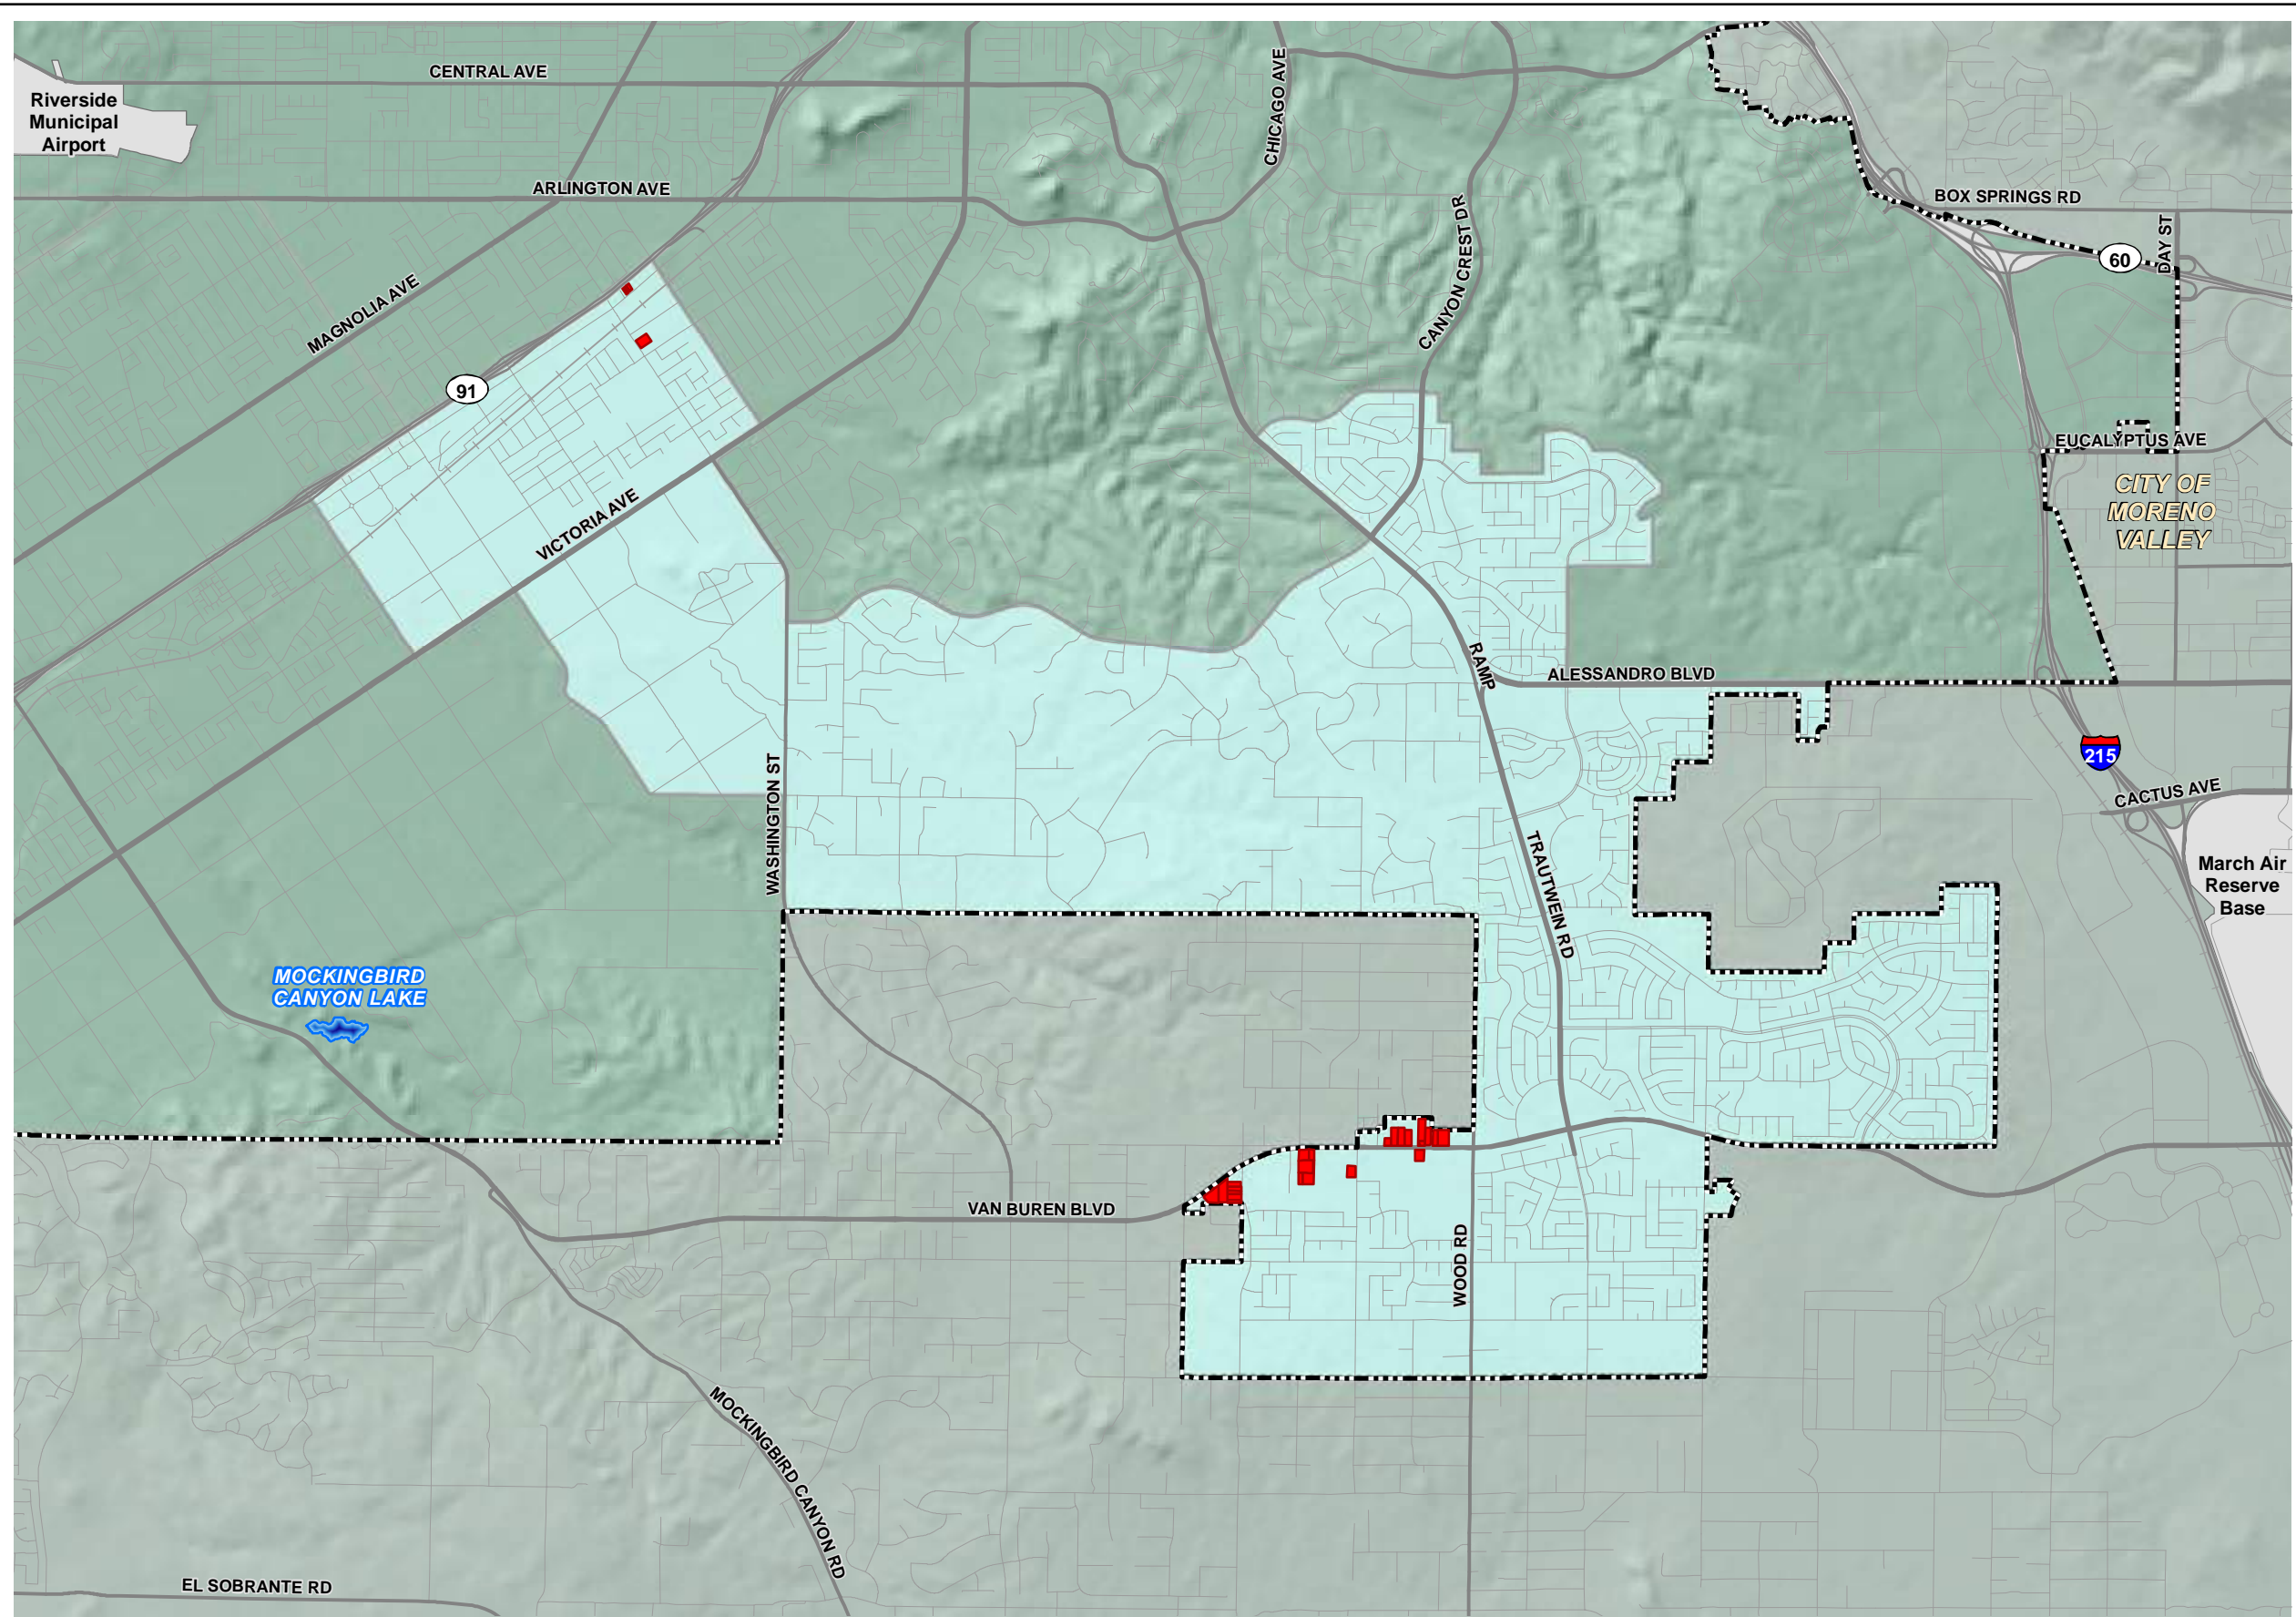 CENTRAL AVE
Riverside
Municipal
Airport
ARLINGTON AVE
CHICAGO AVE
CANYON CREST DR
BOX SPRINGS RD
DAY ST
60
MAGNOLIA AVE
91
EUCALYPTUS AVE
CITY OF
MORENO
VALLEY
VICTORIA AVE
RAMP
ALESSANDRO BLVD
215
CACTUS AVE
WASHINGTON ST
TRAUTWEIN RD
March Air
Reserve
Base
MOCKINGBIRD
CANYON LAKE
VAN BUREN BLVD
WOOD RD
MOCKINGBIRD CANYON RD
EL SOBRANTE RD